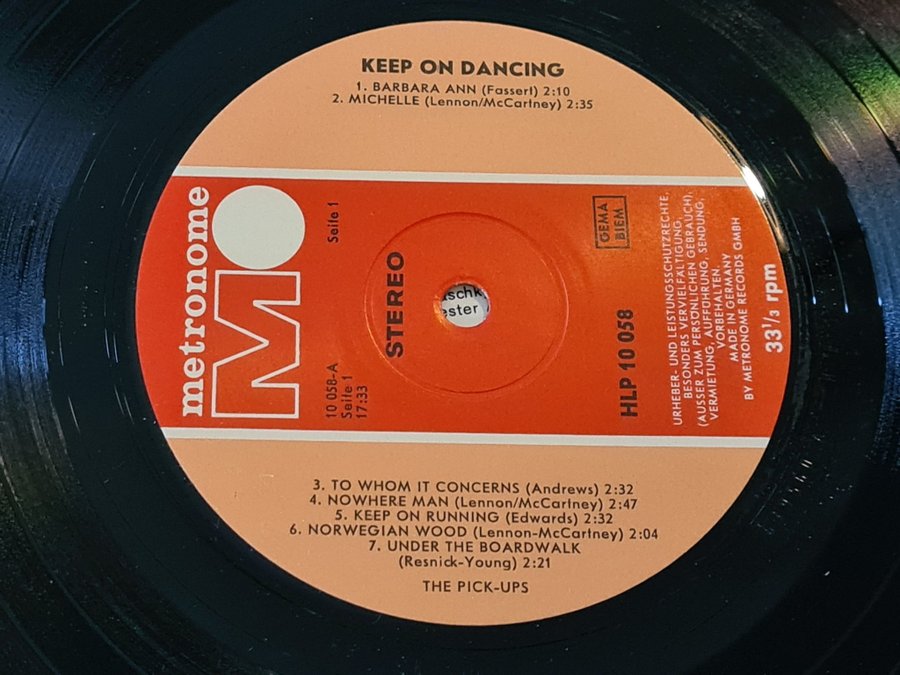 KEEP ON DANCING
1. BARBARA ANN (Fassert) 2:10
2. MICHELLE (Lennon/McCartney) 2:35
metronome
M
Seite 1
10 058-A
Seite 1
17:33
STEREO
GEMA
BIEM
HLP 10 058
URHEBER- UND LEISTUNGSSCHUTZRECHTE,
BESONDERS VERVIELFÄLTIGUNG,
(AUSSER ZUM PERSÖNLICHEN GEBRAUCH),
VERMIETUNG, AUFFÜHRUNG, SENDUNG,
VORBEHALTEN.
MADE IN GERMANY
BY METRONOME RECORDS GMBH
33 1/3 rpm
3. TO WHOM IT CONCERNS (Andrews) 2:32
4. NOWHERE MAN (Lennon/McCartney) 2:47
5. KEEP ON RUNNING (Edwards) 2:32
6. NORWEGIAN WOOD (Lennon-McCartney) 2:04
7. UNDER THE BOARDWALK
(Resnick-Young) 2:21
THE PICK-UPS